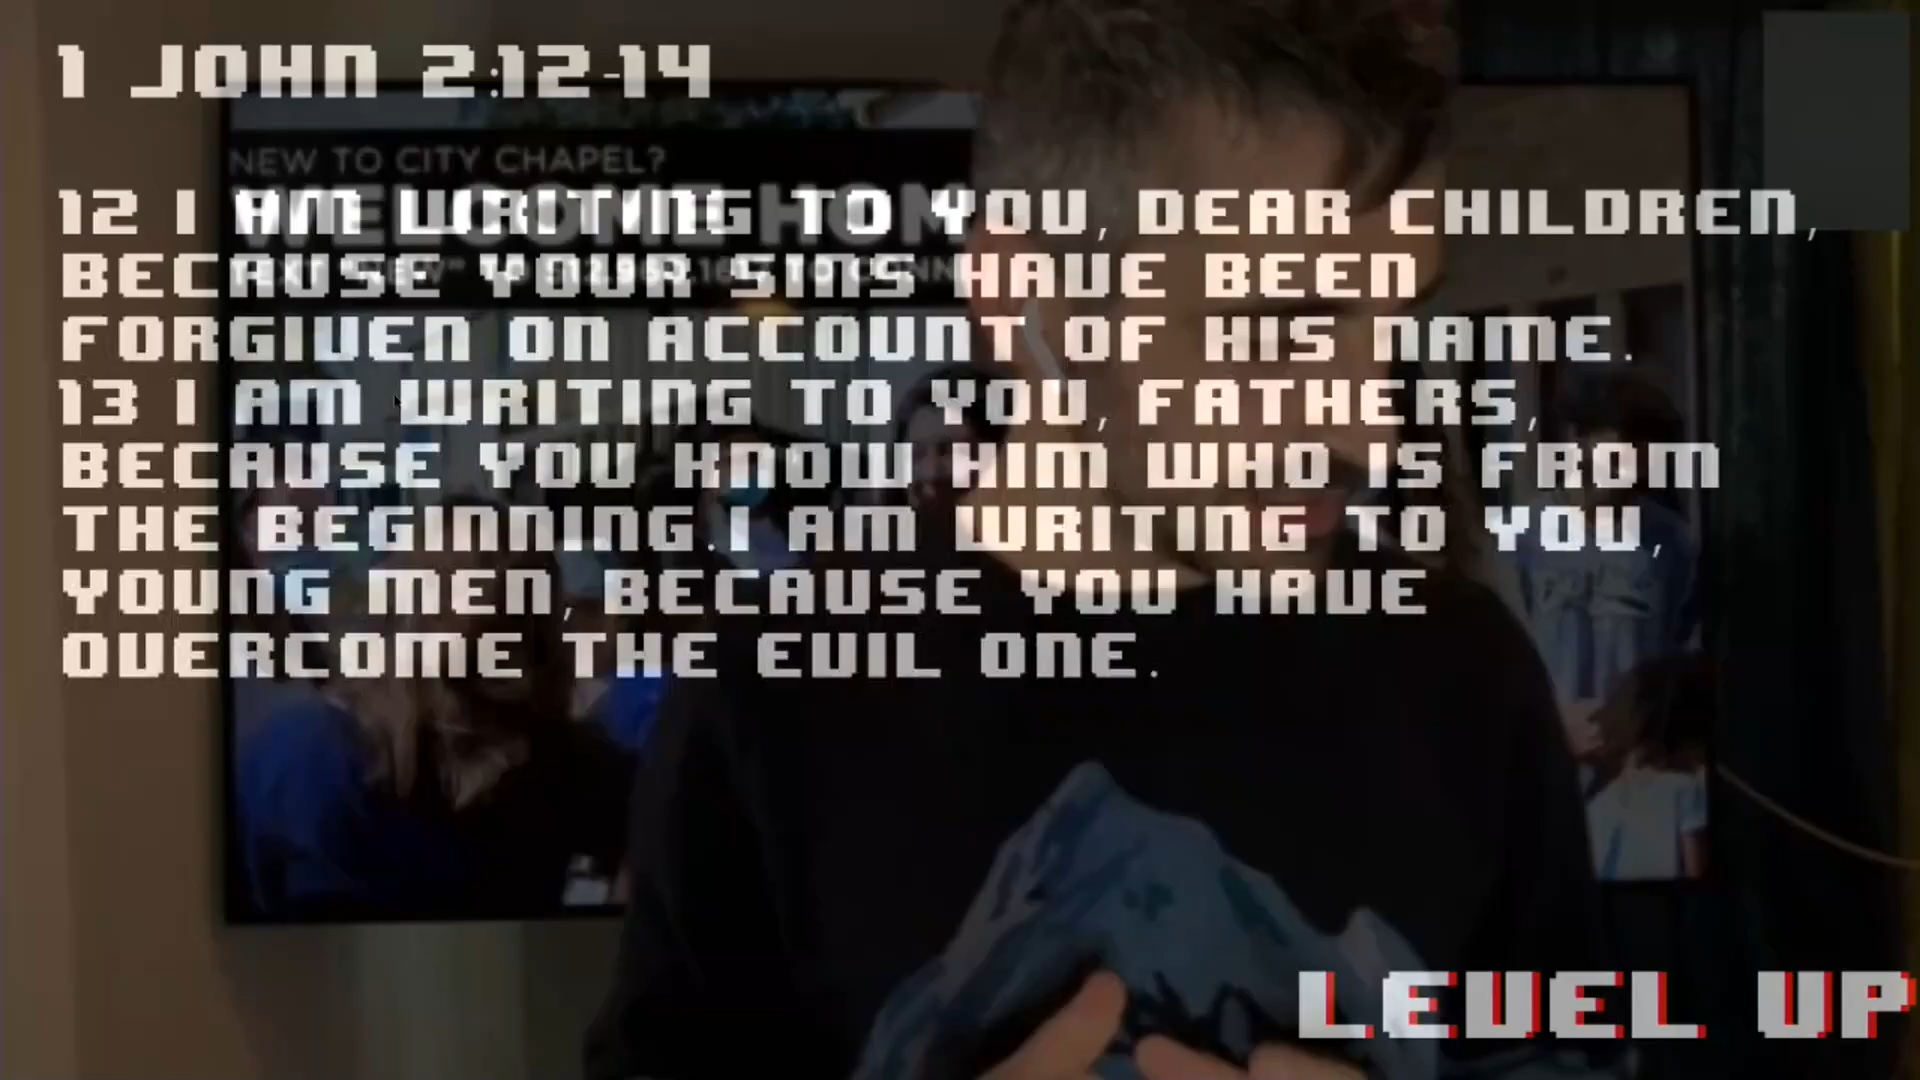 1 JOHN 2:12-14
NEW TO CITY CHAPEL?
WELCOME HOM
12 I AM WRITING TO YOU, DEAR CHILDREN,
BECAUSE YOUR SINS HAVE BEEN
FORGIVEN ON ACCOUNT OF HIS NAME.
13 I AM WRITING TO YOU, FATHERS,
BECAUSE YOU KNOW HIM WHO IS FROM
THE BEGINNING.I AM WRITING TO YOU,
YOUNG MEN, BECAUSE YOU HAVE
OVERCOME THE EVIL ONE.
LEVEL UP